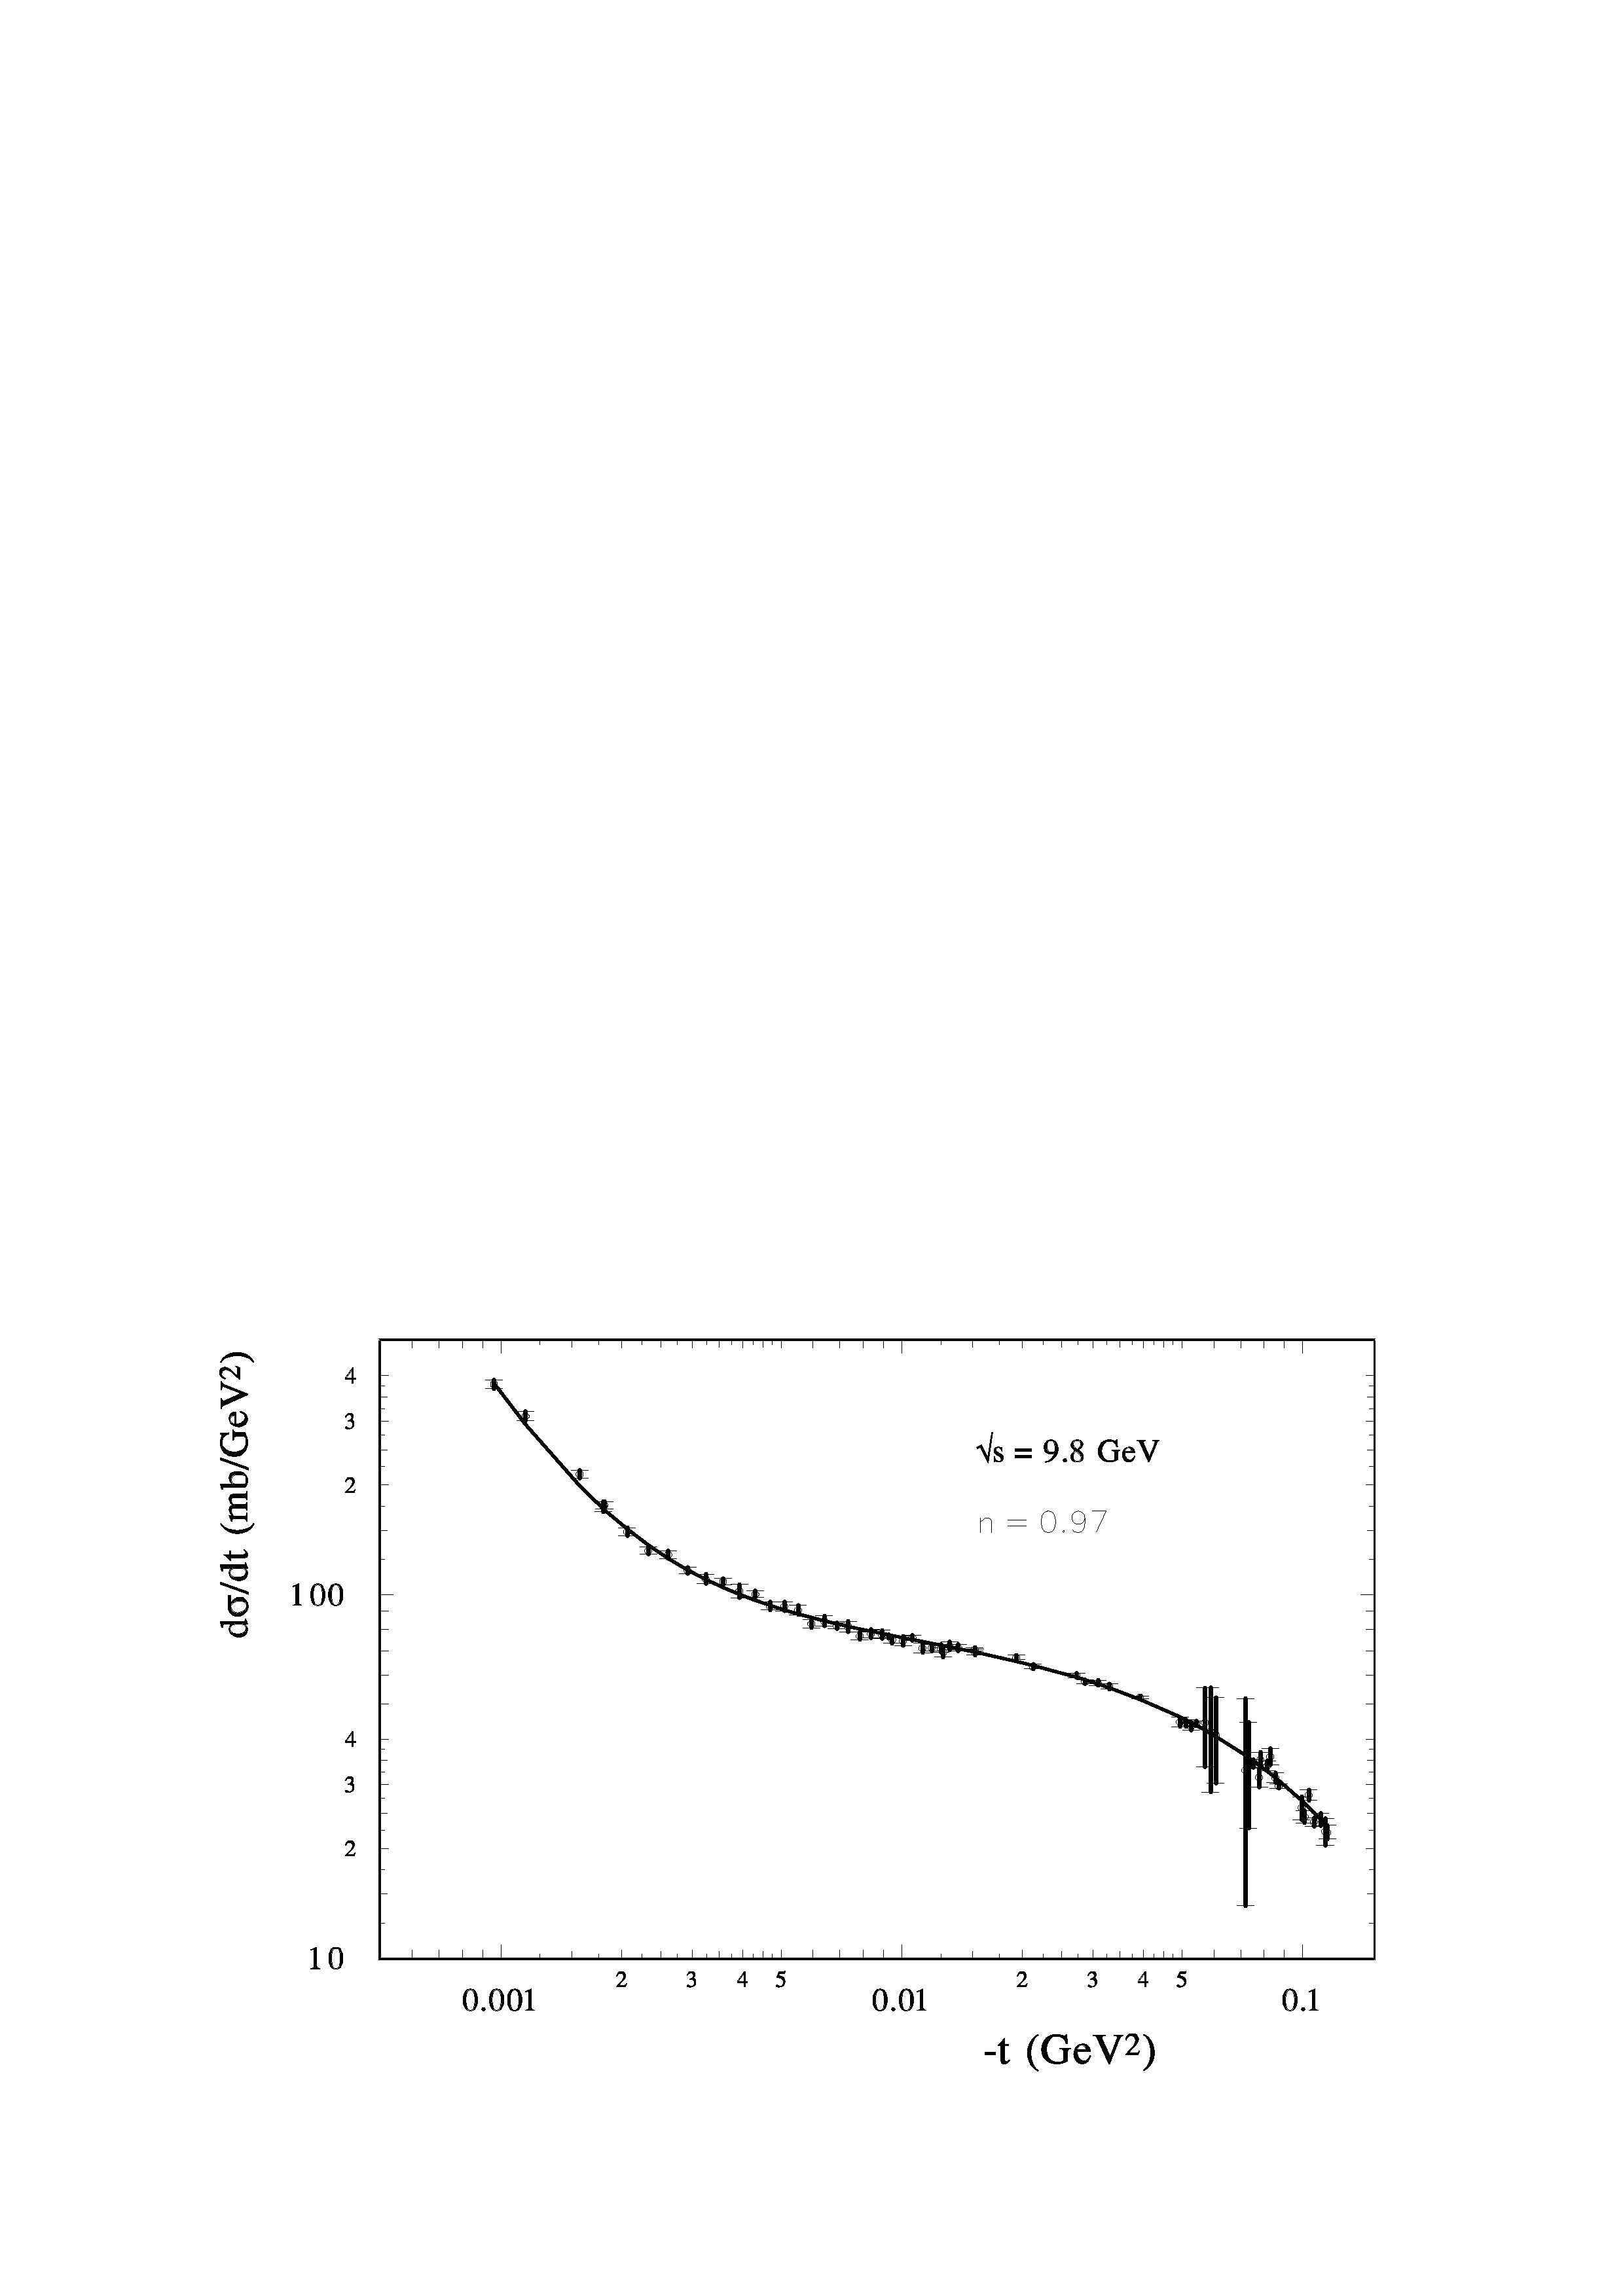 dσ/dt (mb/GeV2)
4
3
2
100
4
3
2
10
√s = 9.8 GeV
n = 0.97
2 3 4 5 2 3 4 5
0.001 0.01 0.1
-t (GeV2)